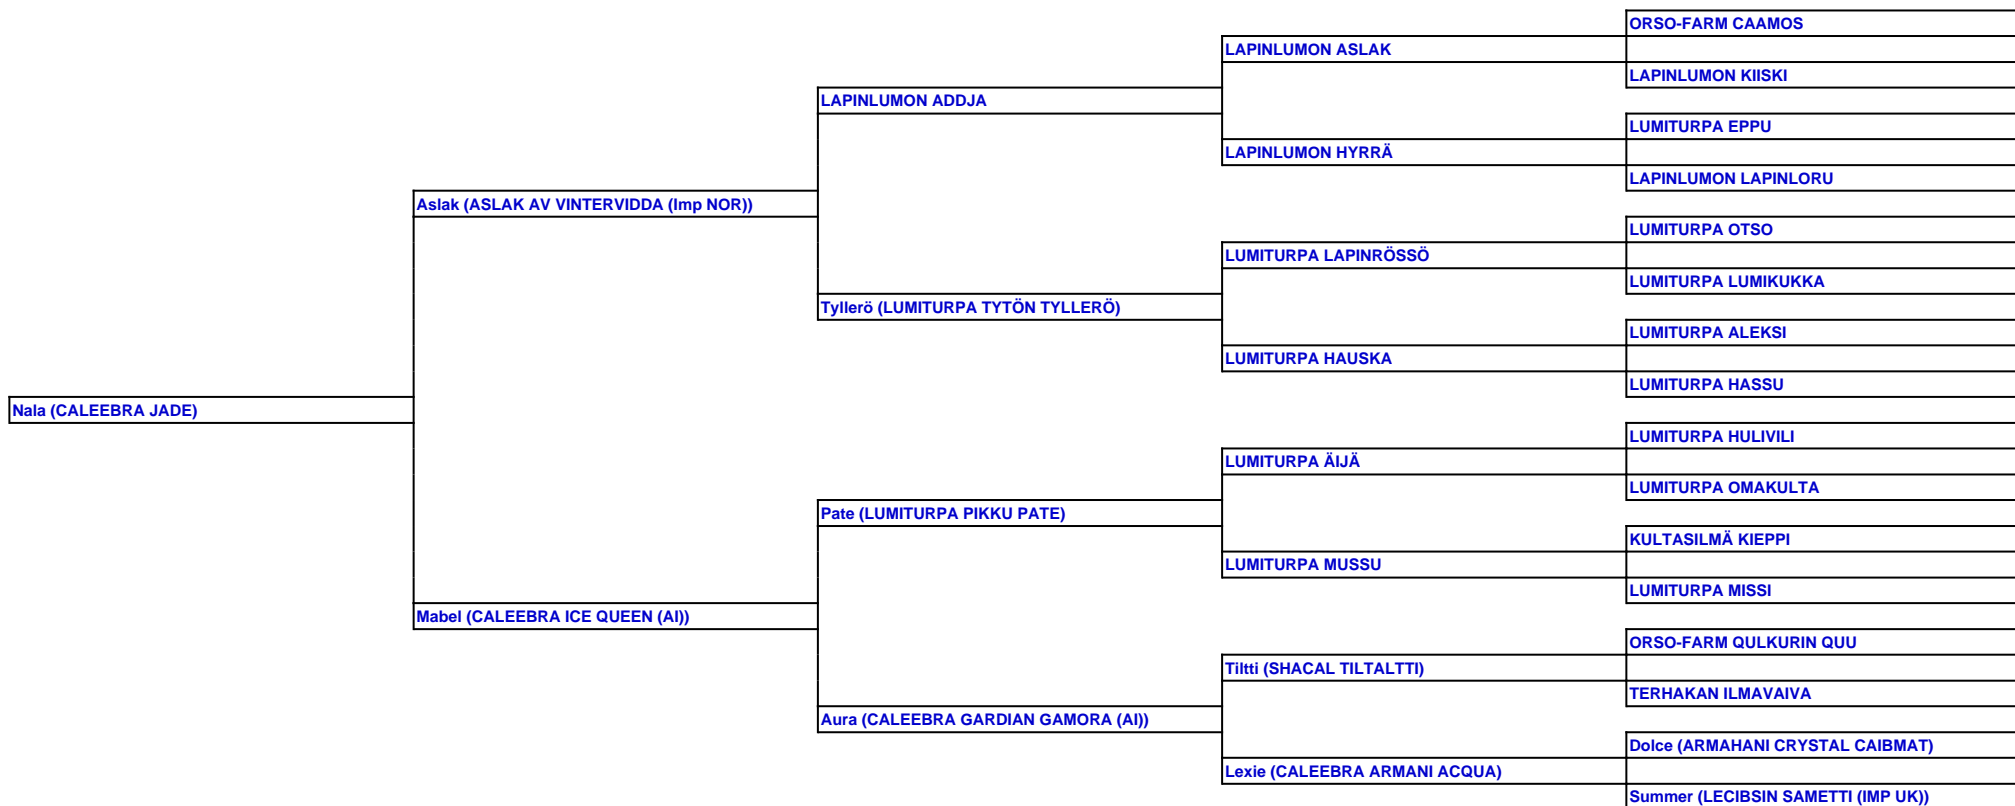 ORSO-FARM CAAMOS
LAPINLUMON ASLAK
LAPINLUMON KIISKI
LAPINLUMON ADDJA
LUMITURPA EPPU
LAPINLUMON HYRRÄ
LAPINLUMON LAPINLORU
Aslak (ASLAK AV VINTERVIDDA (Imp NOR))
LUMITURPA OTSO
LUMITURPA LAPINRÖSSÖ
LUMITURPA LUMIKUKKA
Tyllerö (LUMITURPA TYTÖN TYLLERÖ)
LUMITURPA ALEKSI
LUMITURPA HAUSKA
LUMITURPA HASSU
Nala (CALEEBRA JADE)
LUMITURPA HULIVILI
LUMITURPA ÄIJÄ
LUMITURPA OMAKULTA
Pate (LUMITURPA PIKKU PATE)
KULTASILMÄ KIEPPI
LUMITURPA MUSSU
LUMITURPA MISSI
Mabel (CALEEBRA ICE QUEEN (AI))
ORSO-FARM QULKURIN QUU
Tiltti (SHACAL TILTALTTI)
TERHAKAN ILMAVAIVA
Aura (CALEEBRA GARDIAN GAMORA (AI))
Dolce (ARMAHANI CRYSTAL CAIBMAT)
Lexie (CALEEBRA ARMANI ACQUA)
Summer (LECIBSIN SAMETTI (IMP UK))